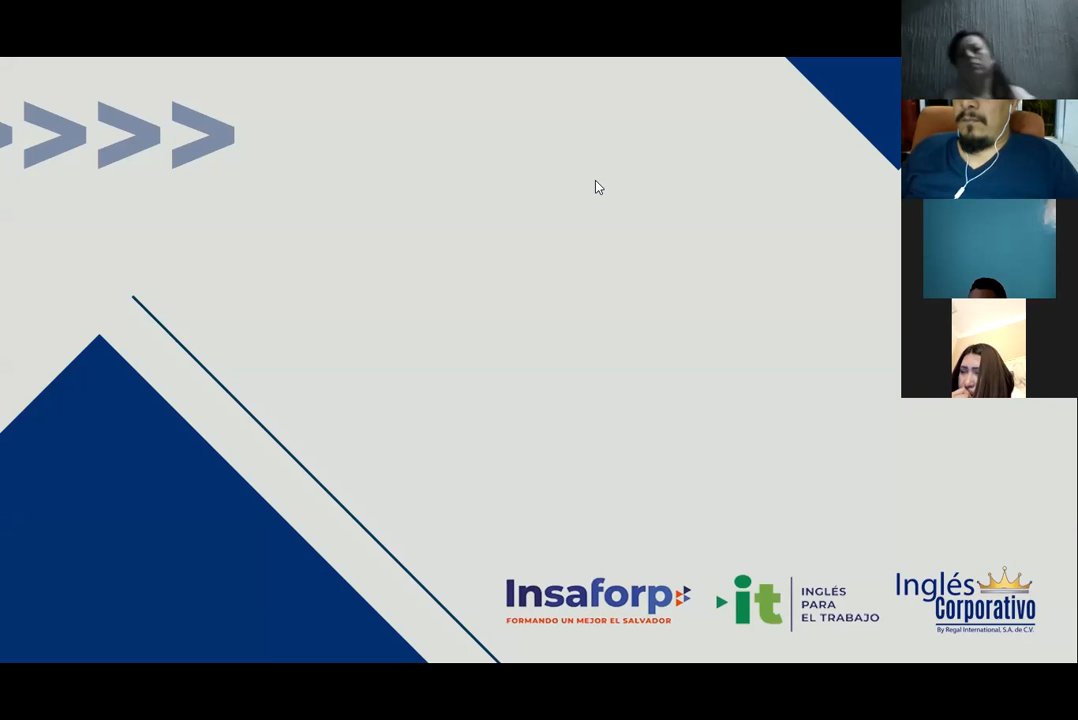 Insaforp
FORMANDO UN MEJOR EL SALVADOR
it
INGLÉS
PARA
EL TRABAJO
Inglés
Corporativo
By Regal International, S.A. de C.V.